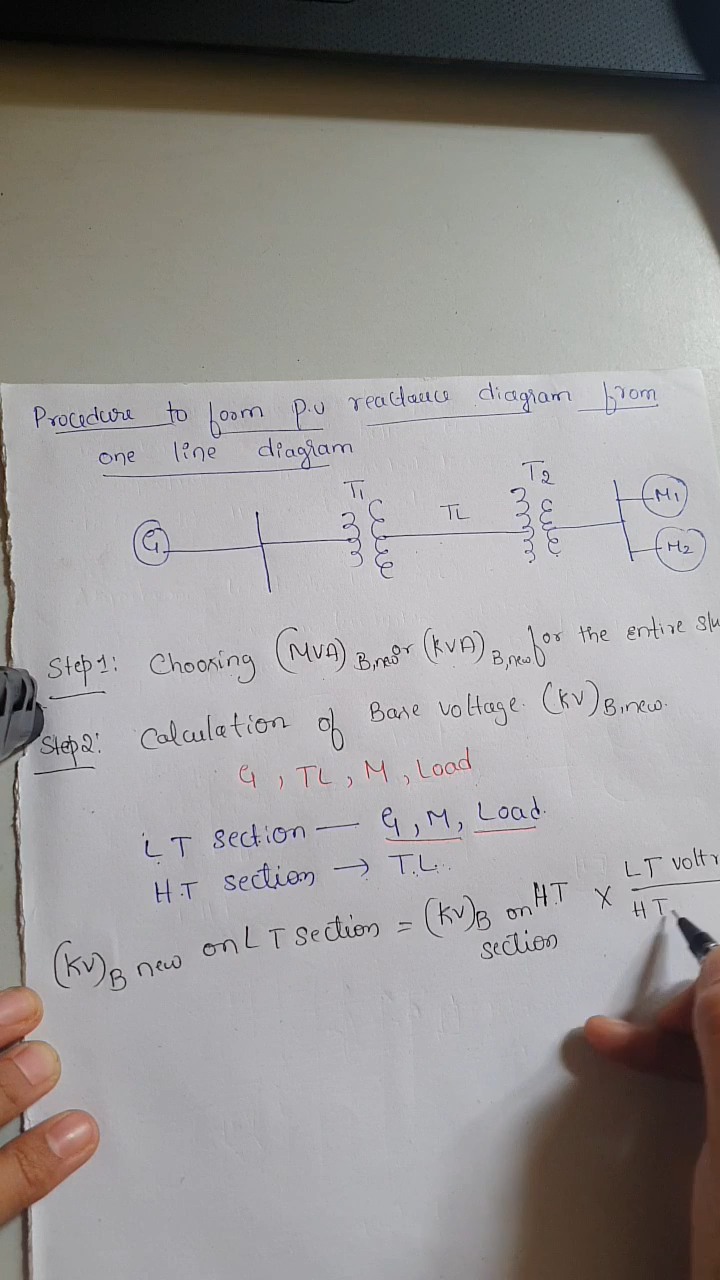 Procedure to form p.u reactance diagram from
one line diagram
T1 T2
G TL M1
M2
Step 1: Choosing (MVA) B,new or (KVA) B,new for the entire
Step 2: Calculation of Base voltage. (KV) B,new.
G, TL, M, Load
LT section — G, M, Load.
H.T section → T.L.
(KV)B new on LT section = (KV)B on H.T section × LT
HT